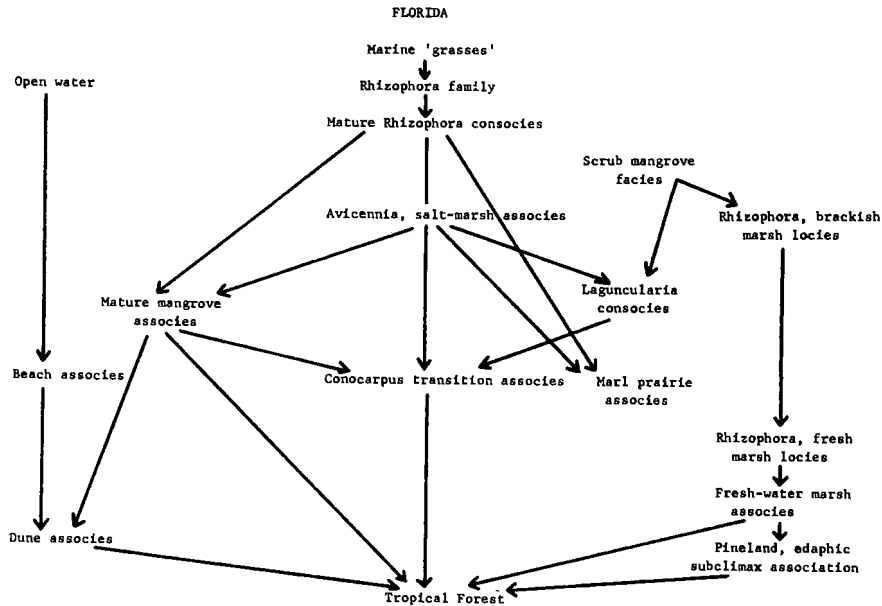 FLORIDA
Marine 'grasses'
Open water
Rhizophora family
Mature Rhizophora consocies
Scrub mangrove
facies
Avicennia, salt-marsh associes
Rhizophora, brackish
marsh locies
Mature mangrove
associes
Laguncularia
consocies
Beach associes
Conocarpus transition associes
Marl prairie
associes
Rhizophora, fresh
marsh locies
Fresh-water marsh
associes
Dune associes
Pineland, edaphic
subclimax association
Tropical Forest